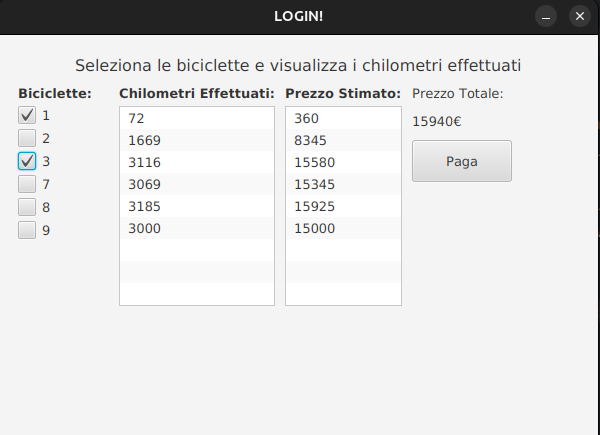 LOGIN!
Seleziona le biciclette e visualizza i chilometri effettuati
Biciclette: Chilometri Effettuati: Prezzo Stimato: Prezzo Totale:
1 72 360 15940€
2 1669 8345
3 3116 15580 Paga
7 3069 15345
8 3185 15925
9 3000 15000